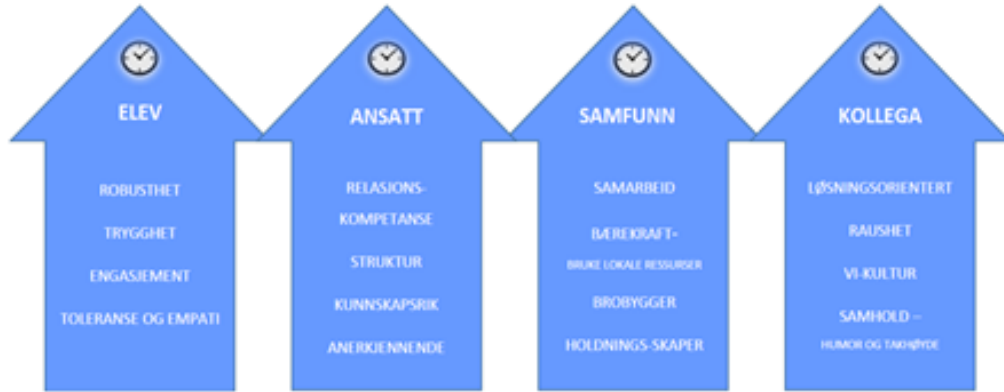 ELEV
ROBUSTHET
TRYGGHET
ENGASJEMENT
TOLERANSE OG EMPATI
ANSATT
RELASJONS-
KOMPETANSE
STRUKTUR
KUNNSKAPSRIK
ANERKJENNENDE
SAMFUNN
SAMARBEID
BÆREKRAFT-
BRUKE LOKALE RESSURSER
BROBYGGER
HOLDNINGS-SKAPER
KOLLEGA
LØSNINGSORIENTERT
RAUSHET
VI-KULTUR
SAMHOLD –
HUMOR OG TAKHØYDE